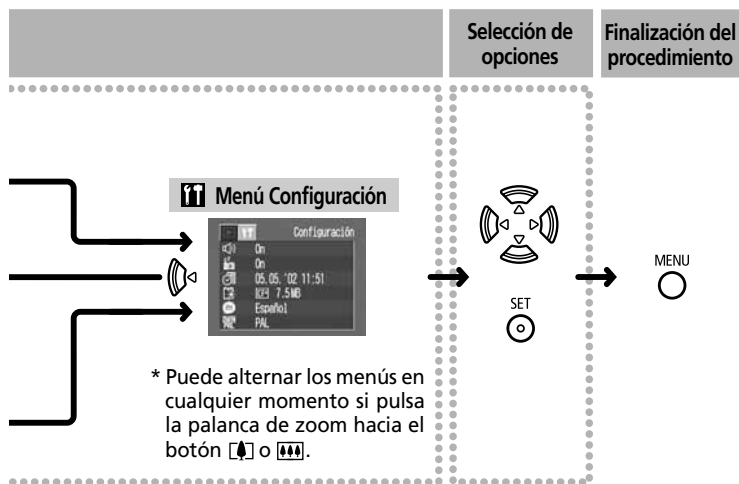 Selección de
opciones
Finalización del
procedimiento
Menú Configuración
Configuración
On
On
05.05.'02 11:51
CF 7.5MB
Español
PAL
SET
MENU
* Puede alternar los menús en
cualquier momento si pulsa
la palanca de zoom hacia el
botón o .